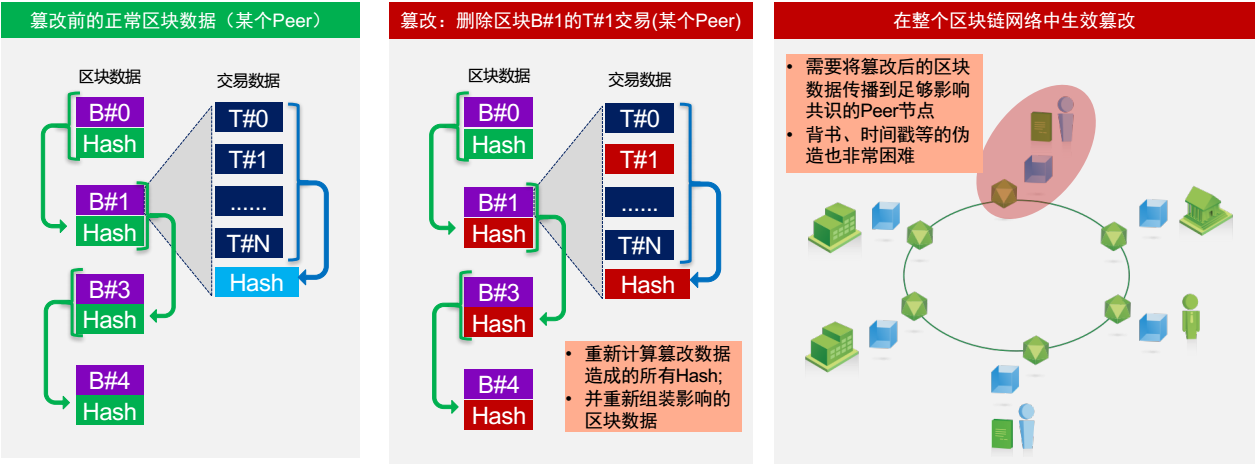 篡改前的正常区块数据（某个Peer）
区块数据
交易数据
B#0
Hash
B#1
Hash
B#3
Hash
B#4
Hash
T#0
T#1
......
T#N
Hash
篡改：删除区块B#1的T#1交易(某个Peer)
区块数据
交易数据
B#0
Hash
B#1
Hash
B#3
Hash
B#4
Hash
T#0
T#1
......
T#N
Hash
• 重新计算篡改数据
造成的所有Hash;
• 并重新组装影响的
区块数据
在整个区块链网络中生效篡改
• 需要将篡改后的区块
数据传播到足够影响
共识的Peer节点
• 背书、时间戳等的伪
造也非常困难